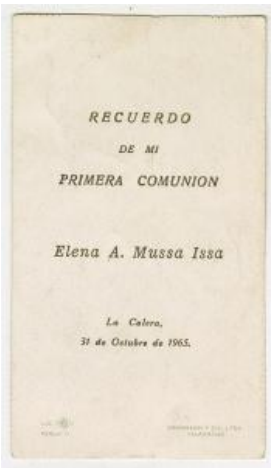 RECUERDO
DE MI
PRIMERA COMUNION
Elena A. Mussa Issa
La Calera,
31 de Octubre de 1965.